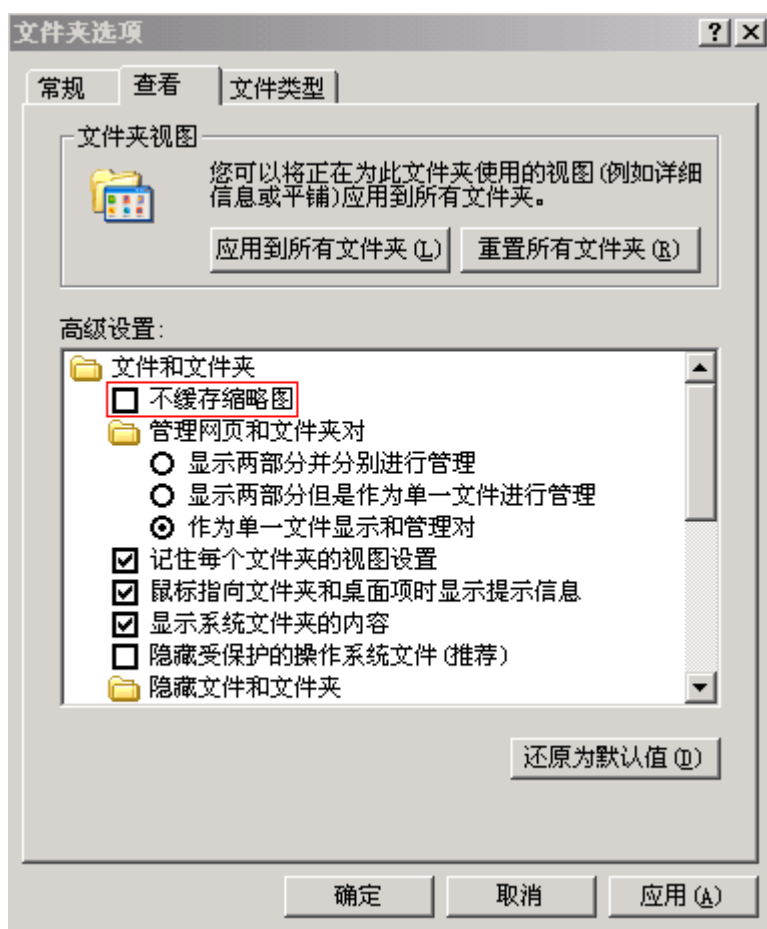 文件夹选项
常规 查看 文件类型
文件夹视图
您可以将正在为此文件夹使用的视图(例如详细
信息或平铺)应用到所有文件夹。
应用到所有文件夹(L) 重置所有文件夹(R)
高级设置:
文件和文件夹
不缓存缩略图
管理网页和文件夹对
显示两部分并分别进行管理
显示两部分但是作为单一文件进行管理
作为单一文件显示和管理对
记住每个文件夹的视图设置
鼠标指向文件夹和桌面项时显示提示信息
显示系统文件夹的内容
隐藏受保护的操作系统文件(推荐)
隐藏文件和文件夹
还原为默认值(D)
确定 取消 应用(A)